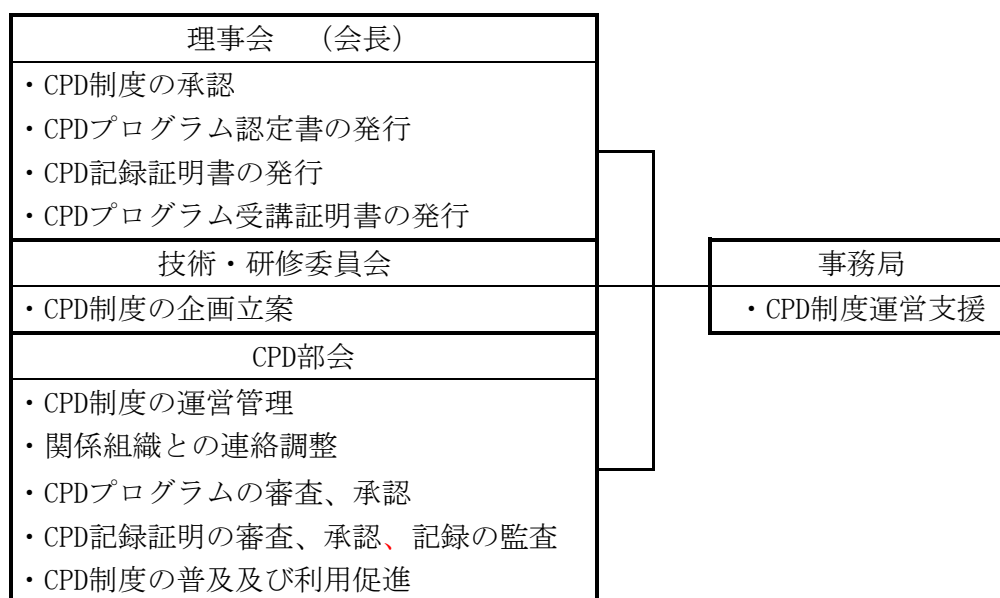 理事会　（会長）
・CPD制度の承認
・CPDプログラム認定書の発行
・CPD記録証明書の発行
・CPDプログラム受講証明書の発行
技術・研修委員会
・CPD制度の企画立案
CPD部会
・CPD制度の運営管理
・関係組織との連絡調整
・CPDプログラムの審査、承認
・CPD記録証明の審査、承認、記録の監査
・CPD制度の普及及び利用促進
事務局
・CPD制度運営支援